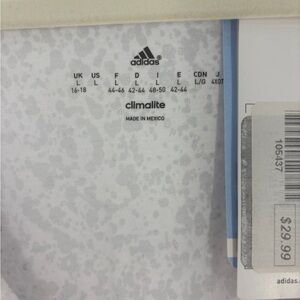 adidas
UK US F D I E CDN J
L L L L L L L/G 4XOT
16-18 44-46 42-44 48-50 42-44
climalite
MADE IN MEXICO
105437
$29.99
adidas.